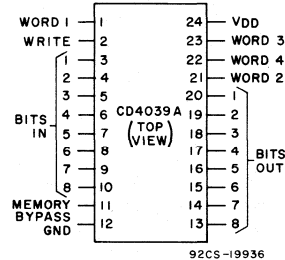 WORD 1 1 24 VDD
WRITE 2 23 WORD 3
1 3 22 WORD 4
2 4 21 WORD 2
3 5 20 1
4 6 CD4039A 19 2
BITS IN
5 7 (TOP VIEW) 18 3
6 8 17 4
BITS OUT
7 9 16 5
8 10 15 6
MEMORY BYPASS 11 14 7
GND 12 13 8
92CS-19936